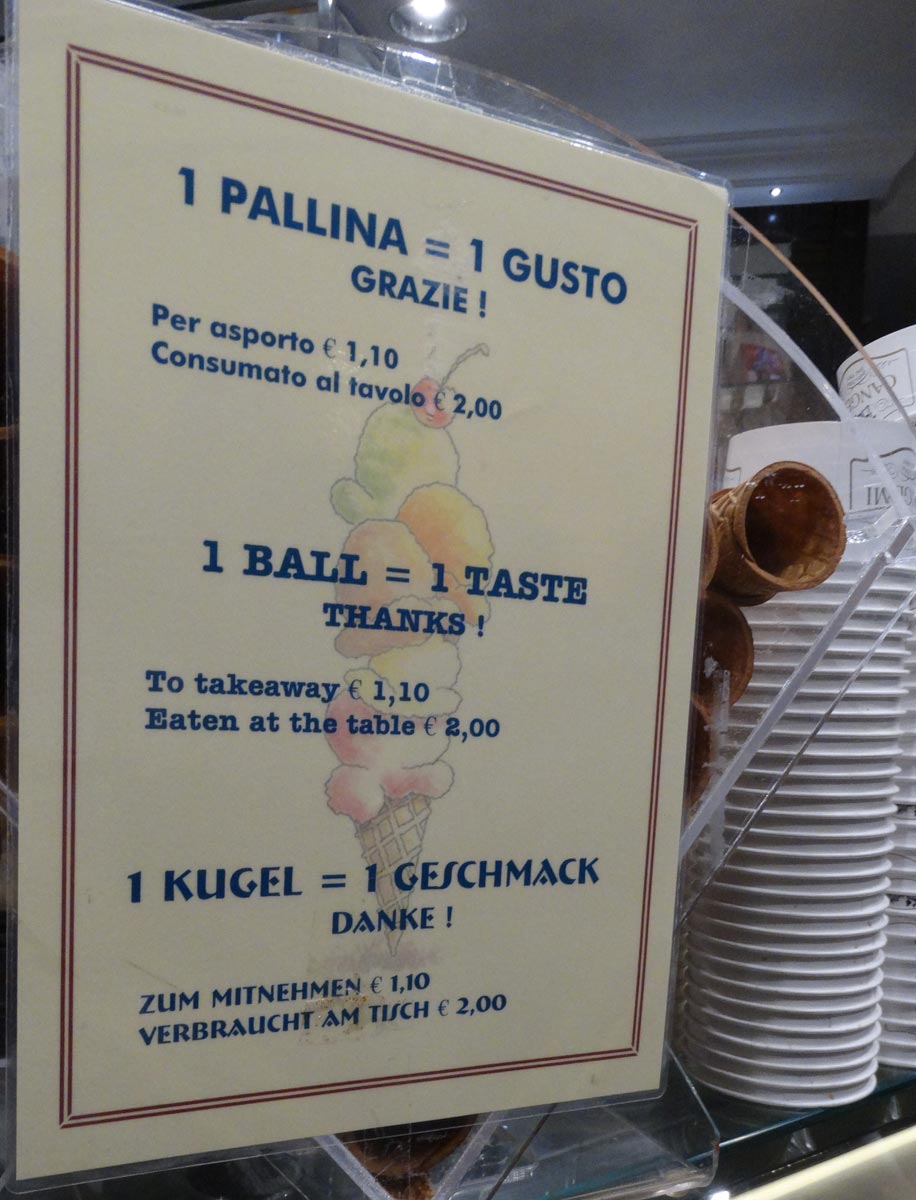 1 PALLINA = 1 GUSTO
GRAZIE !
Per asporto € 1,10
Consumato al tavolo € 2,00
1 BALL = 1 TASTE
THANKS !
To takeaway € 1,10
Eaten at the table € 2,00
1 KUGEL = 1 GESCHMACK
DANKE !
ZUM MITNEHMEN € 1,10
VERBRAUCHT AM TISCH € 2,00